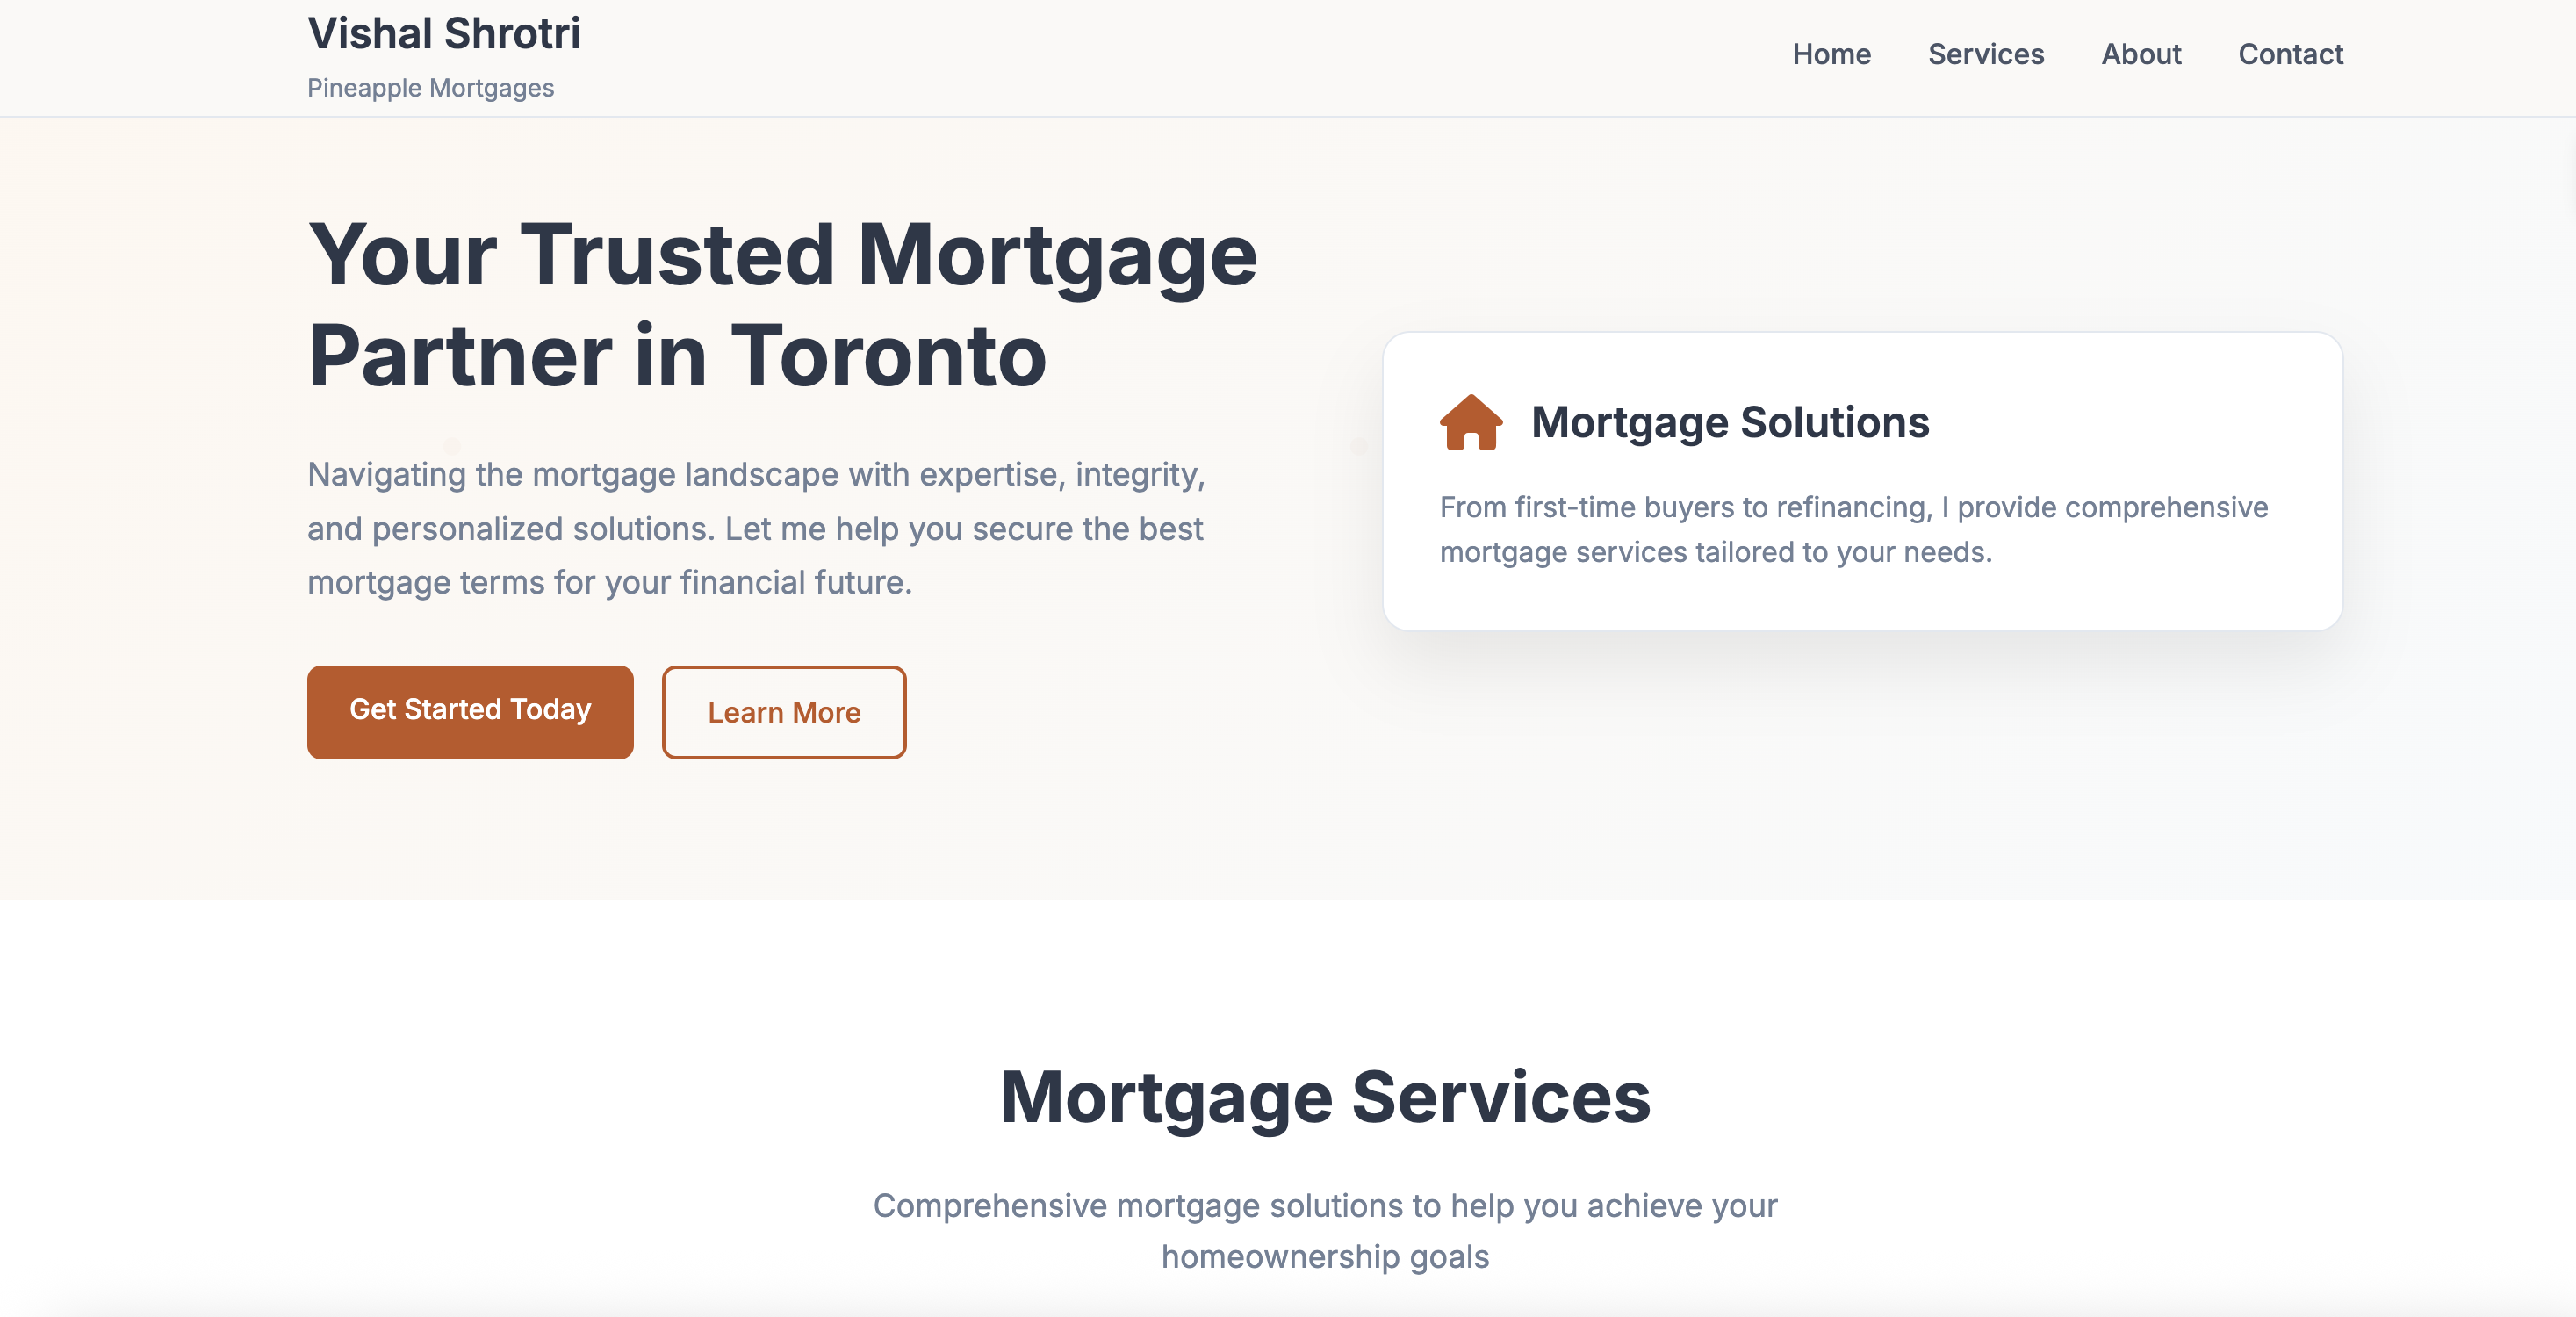 Vishal Shrotri
Pineapple Mortgages
Home Services About Contact
Your Trusted Mortgage
Partner in Toronto
Navigating the mortgage landscape with expertise, integrity,
and personalized solutions. Let me help you secure the best
mortgage terms for your financial future.
Get Started Today
Learn More
Mortgage Solutions
From first-time buyers to refinancing, I provide comprehensive
mortgage services tailored to your needs.
Mortgage Services
Comprehensive mortgage solutions to help you achieve your
homeownership goals